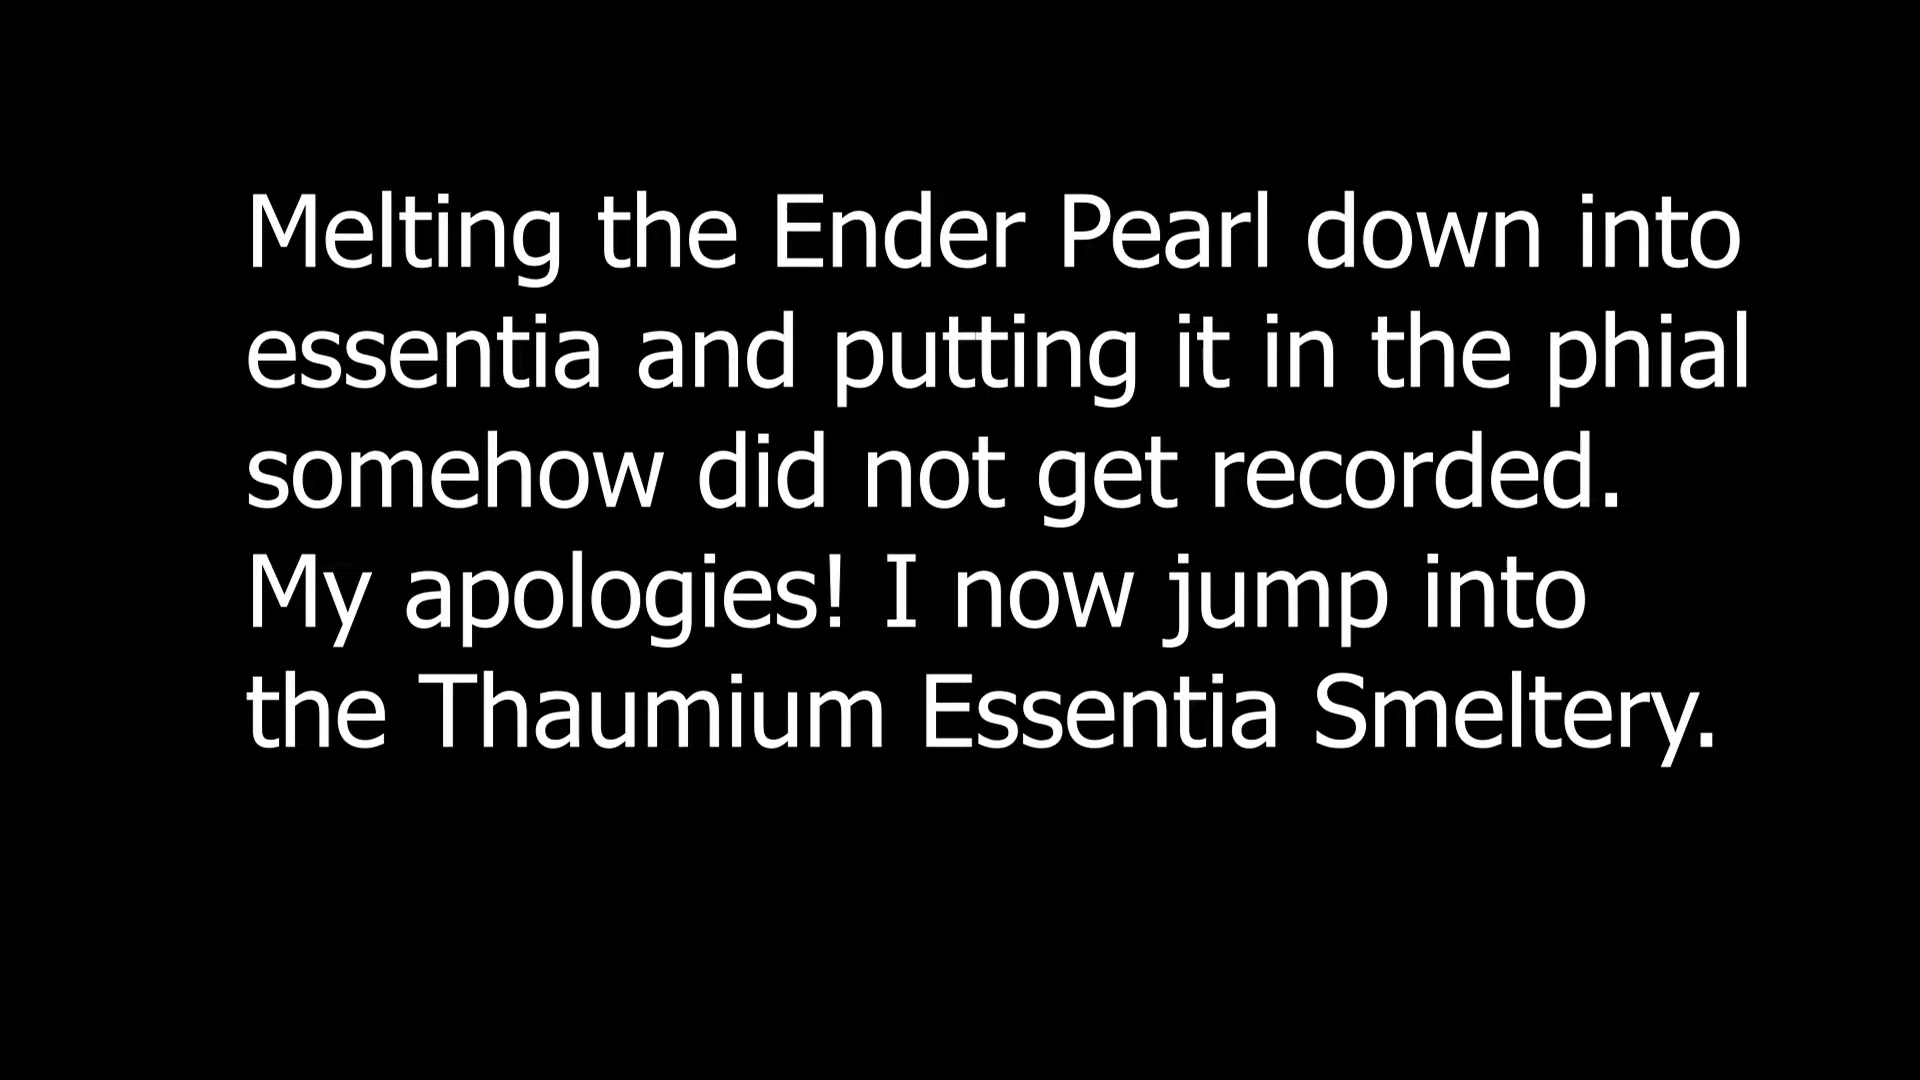 Melting the Ender Pearl down into
essentia and putting it in the phial
somehow did not get recorded.
My apologies! I now jump into
the Thaumium Essentia Smeltery.